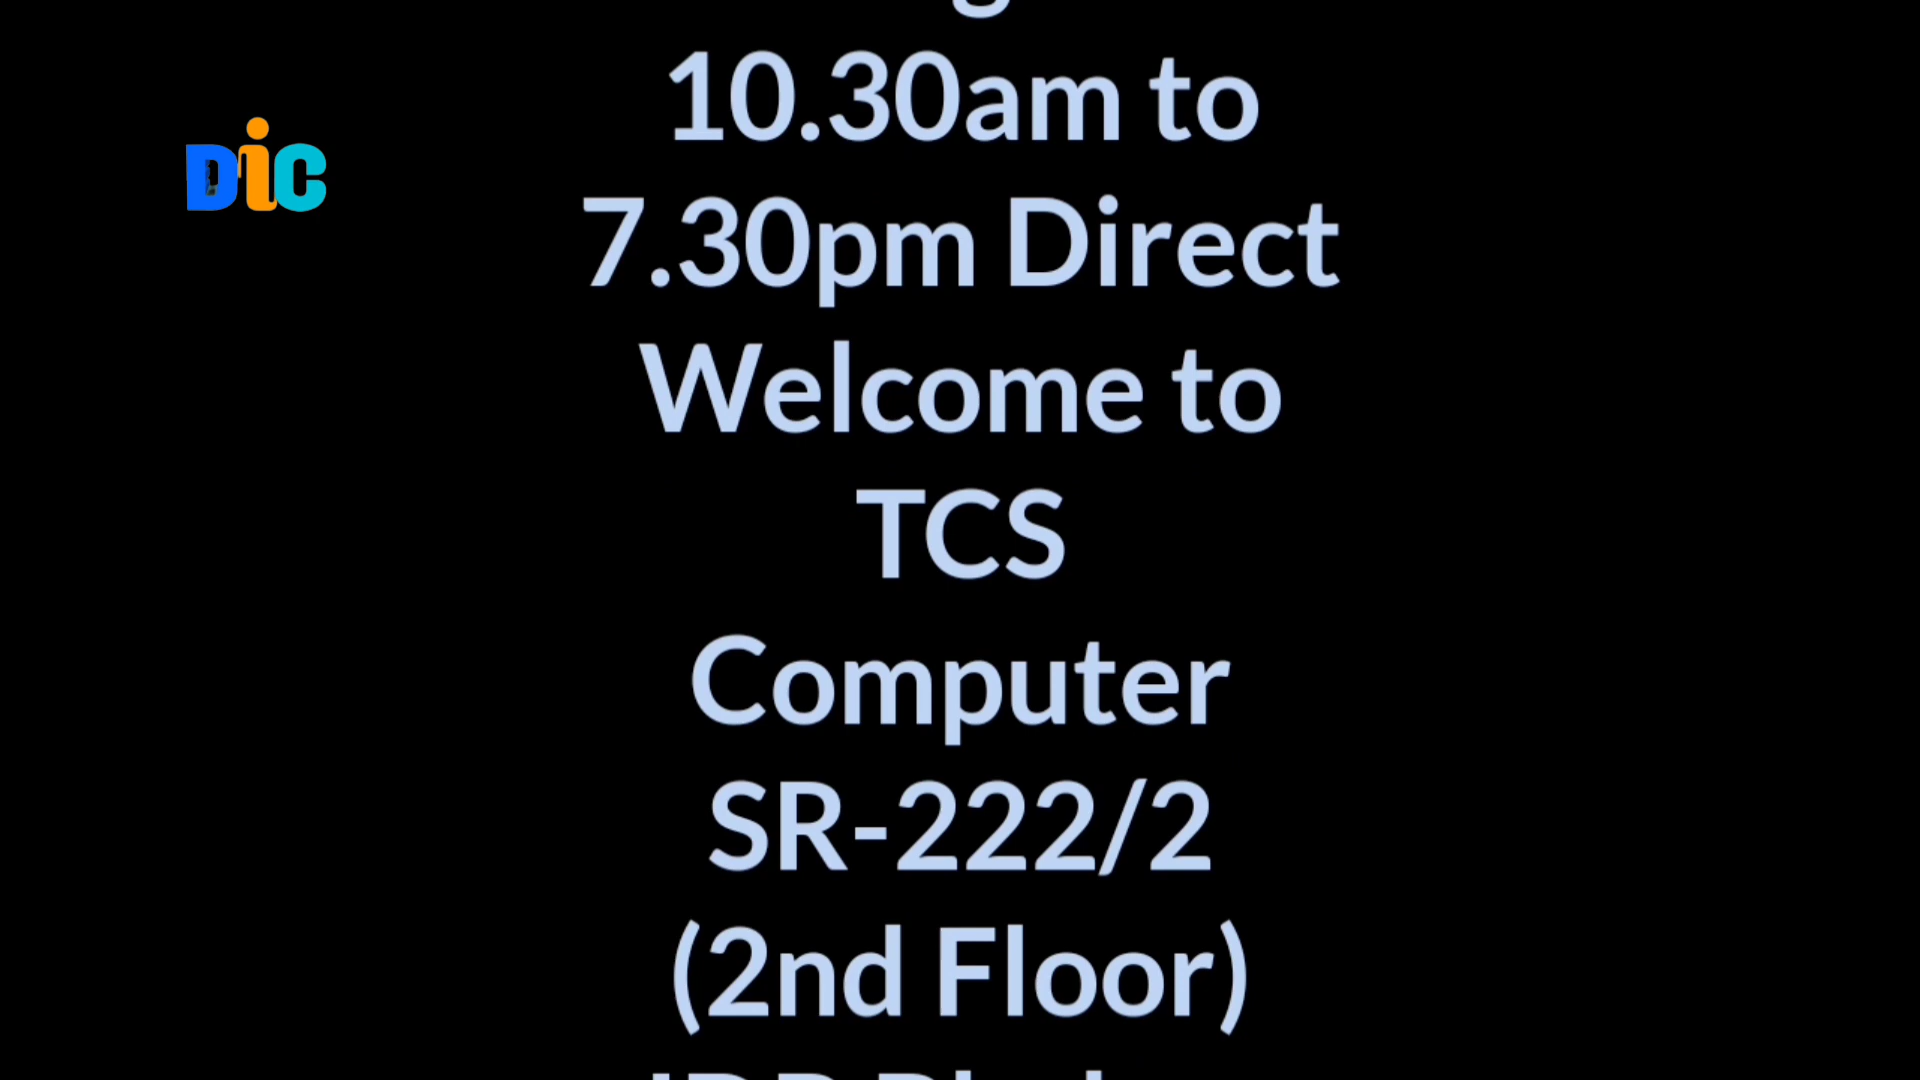 10.30am to
DiC
7.30pm Direct
Welcome to
TCS
Computer
SR-222/2
(2nd Floor)